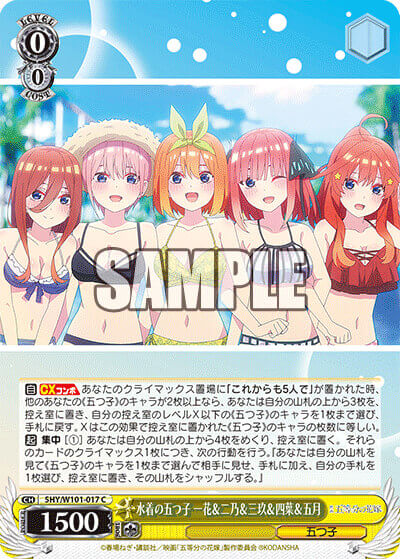 LEVEL
0
0
COST
SAMPLE
自 CXコンボ あなたのクライマックス置場に「これからも5人で」が置かれた時、
他のあなたの《五つ子》のキャラが2枚以上なら、あなたは自分の山札の上から3枚を、
控え室に置き、自分の控え室のレベルX以下の《五つ子》のキャラを1枚まで選び、
手札に戻す。Xはこの効果で控え室に置かれた《五つ子》のキャラの枚数に等しい。
起 集中 [①] あなたは自分の山札の上から4枚をめくり、控え室に置く。それら
のカードのクライマックス1枚につき、次の行動を行う。『あなたは自分の山札を
見て《五つ子》のキャラを1枚まで選んで相手に見せ、手札に加え、自分の手札を
1枚選び、控え室に置き、その山札をシャッフルする。』
CH 5HY/W101-017 C
水着の五つ子 一花&二乃&三玖&四葉&五月
1500
五つ子
©春場ねぎ・講談社／映画「五等分の花嫁」製作委員会 ©KODANSHA